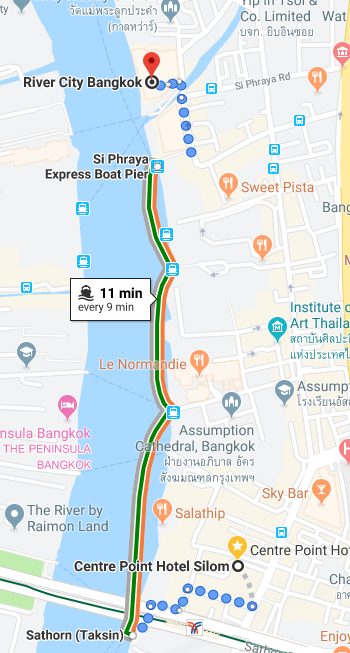 วัดแม่พระลูกประคำ
(กาลหว่าร์)
Co. Limited
Wat
บจก. ยิบอินซอย
River City Bangkok
Si Phraya Rd
Si Phraya
Express Boat Pier
Sweet Pista
Bang
11 min
every 9 min
Institute o
Art Thaila
สถาบันศิลปะ
แห่งประเทศไ
Le Normandie
Assumpt
โรงเรียนอัส
nsula Bangkok
THE PENINSULA
BANGKOK
Assumption
Cathedral, Bangkok
ฝ่ายงานอภิบาล อัคร
สังฆมณฑลกรุงเทพฯ
Sky Bar
The River by
Raimon Land
Salathip
Centre Point Ho
Centre Point Hotel Silom
Cha
Sathorn (Taksin)
Sathorn